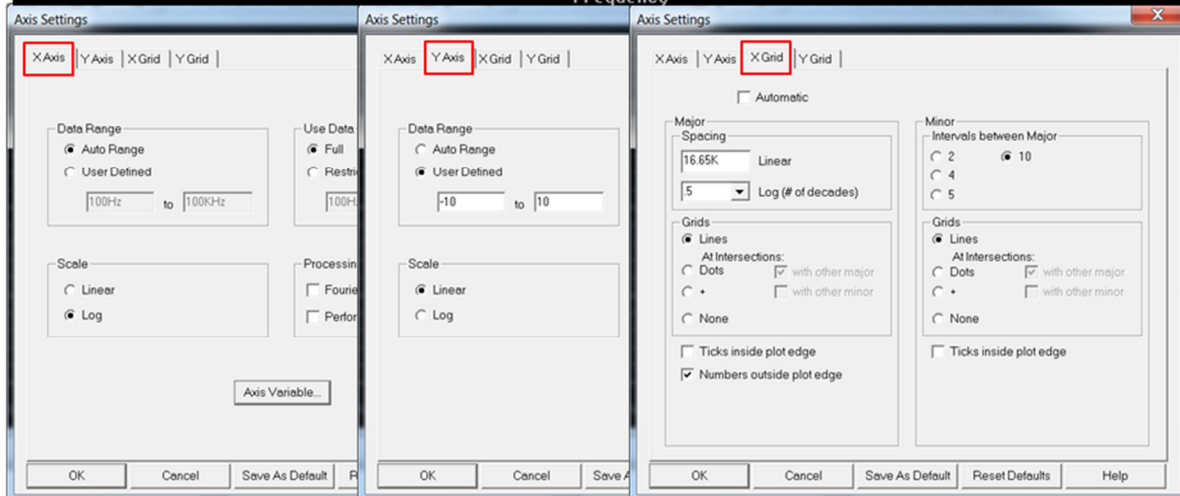 Frequency
Axis Settings
X Axis
Y Axis
X Grid
Y Grid
Data Range
Auto Range
User Defined
100Hz to 100KHz
Use Data
Full
Restri
100H
Scale
Linear
Log
Processin
Fourie
Perfor
Axis Variable...
OK
Cancel
Save As Default
R
Axis Settings
X Axis
Y Axis
X Grid
Y Grid
Data Range
Auto Range
User Defined
-10 to 10
Scale
Linear
Log
OK
Cancel
Save A
Axis Settings
X
X Axis
Y Axis
X Grid
Y Grid
Automatic
Major
Spacing
16.65K Linear
.5 Log (# of decades)
Grids
Lines
At Intersections:
Dots
with other major
+
with other minor
None
Ticks inside plot edge
Numbers outside plot edge
Minor
Intervals between Major
2
10
4
5
Grids
Lines
At Intersections:
Dots
with other major
+
with other minor
None
Ticks inside plot edge
OK
Cancel
Save As Default
Reset Defaults
Help